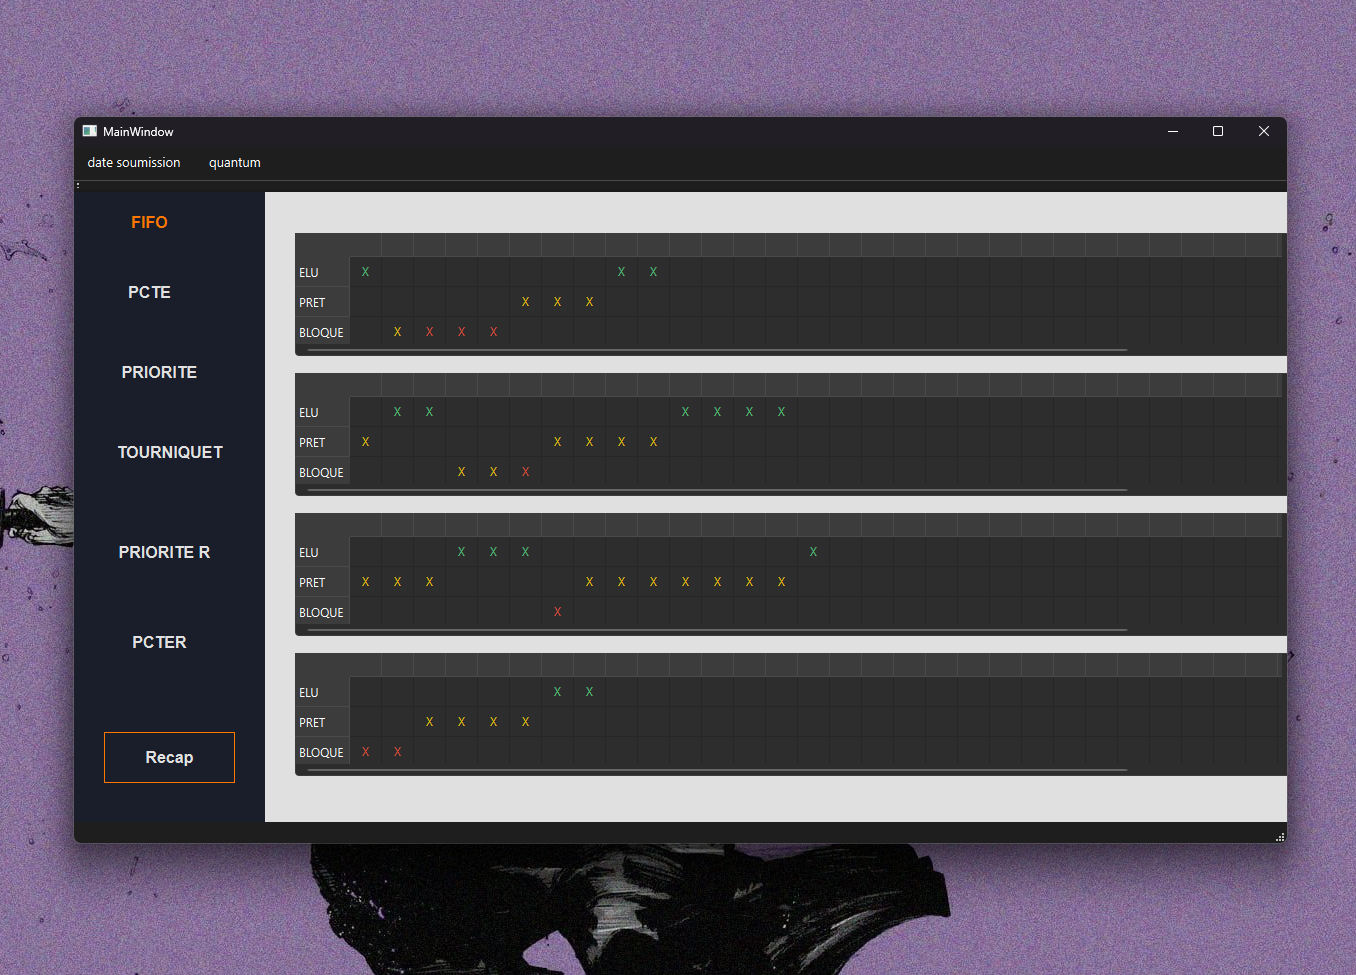 MainWindow
date soumission quantum
FIFO
PCTE
PRIORITE
TOURNIQUET
PRIORITE R
PCTER
Recap
ELU X X X
PRET X X X
BLOQUE X X X X
ELU X X X X X X
PRET X X X X X
BLOQUE X X X
ELU X X X X
PRET X X X X X X X X X X
BLOQUE X
ELU X X
PRET X X X X
BLOQUE X X